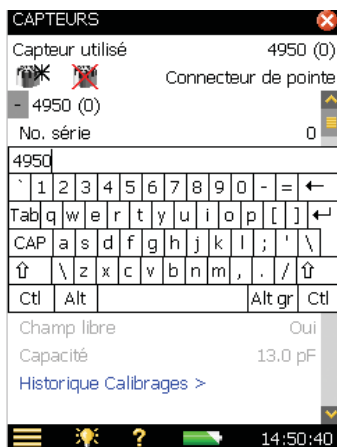 CAPTEURS
Capteur utilisé 4950 (0)
Connecteur de pointe
- 4950 (0)
No. série 0
4950
` 1 2 3 4 5 6 7 8 9 0 - = ←
Tab q w e r t y u i o p [ ] ↵
CAP a s d f g h j k l ; ' \
⇧ \ z x c v b n m , . / ⇧
Ctl Alt Alt gr Ctl
Champ libre Oui
Capacité 13.0 pF
Historique Calibrages >
? 14:50:40